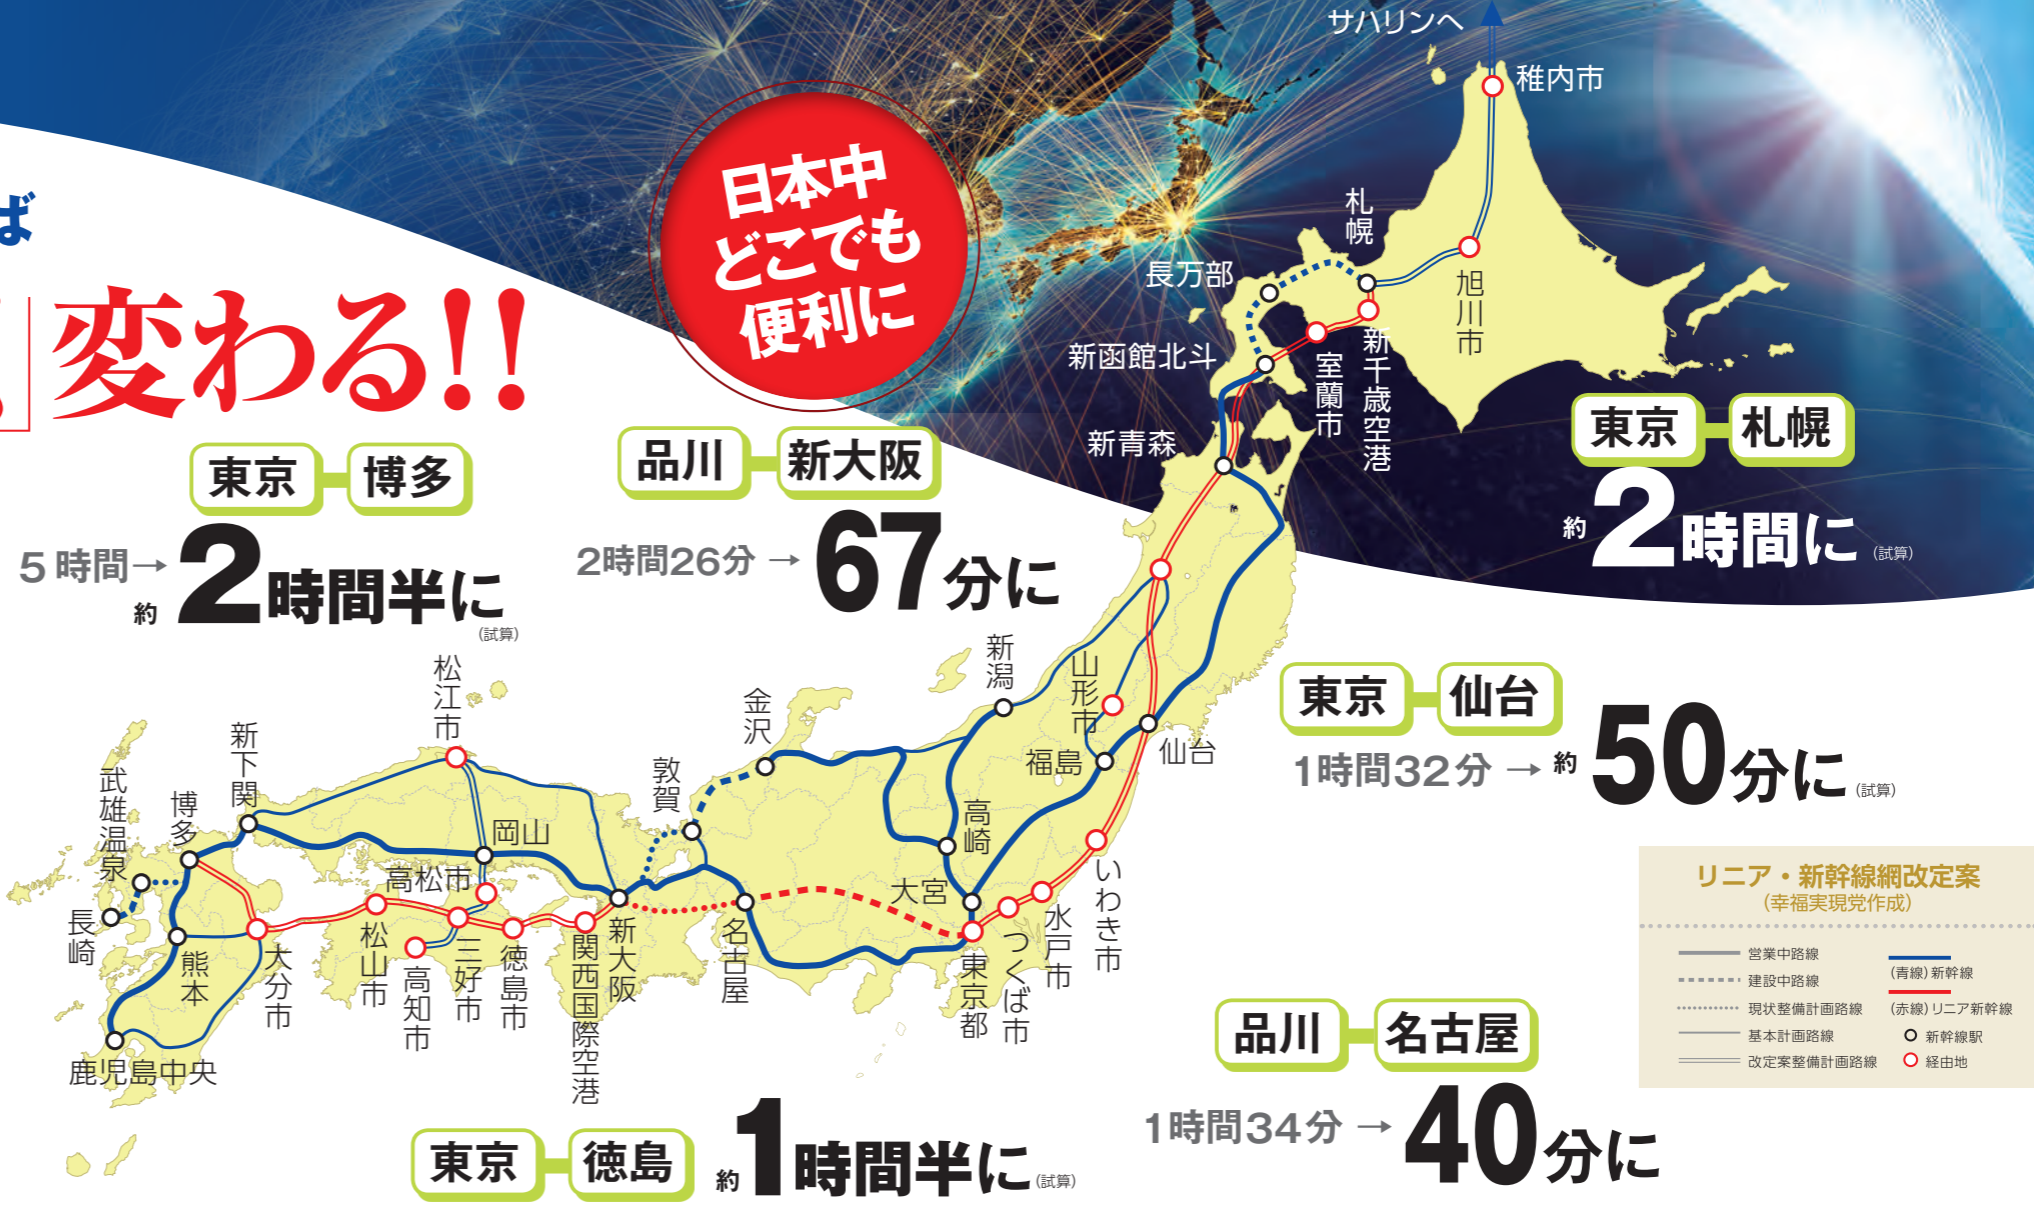 サハリンへ
稚内市
ば
変わる!!
日本中
どこでも
便利に
札幌
長万部
旭川市
新函館北斗
室蘭市
新千歳空港
新青森
東京
札幌
約2時間に
(試算)
東京
博多
5時間→
約2時間半に
(試算)
品川
新大阪
2時間26分→
67分に
東京
仙台
1時間32分→
約50分に
(試算)
新潟
山形市
仙台
福島
金沢
敦賀
高崎
大宮
いわき市
水戸市
つくば市
東京都
名古屋
新大阪
関西国際空港
徳島市
三好市
高知市
松山市
高松市
岡山
松江市
新下関
博多
武雄温泉
長崎
熊本
大分市
鹿児島中央
リニア・新幹線網改定案
(幸福実現党作成)
営業中路線
建設中路線
現状整備計画路線
基本計画路線
改定案整備計画路線
(青線)新幹線
(赤線)リニア新幹線
新幹線駅
経由地
品川
名古屋
1時間34分→
40分に
東京
徳島
約1時間半に
(試算)